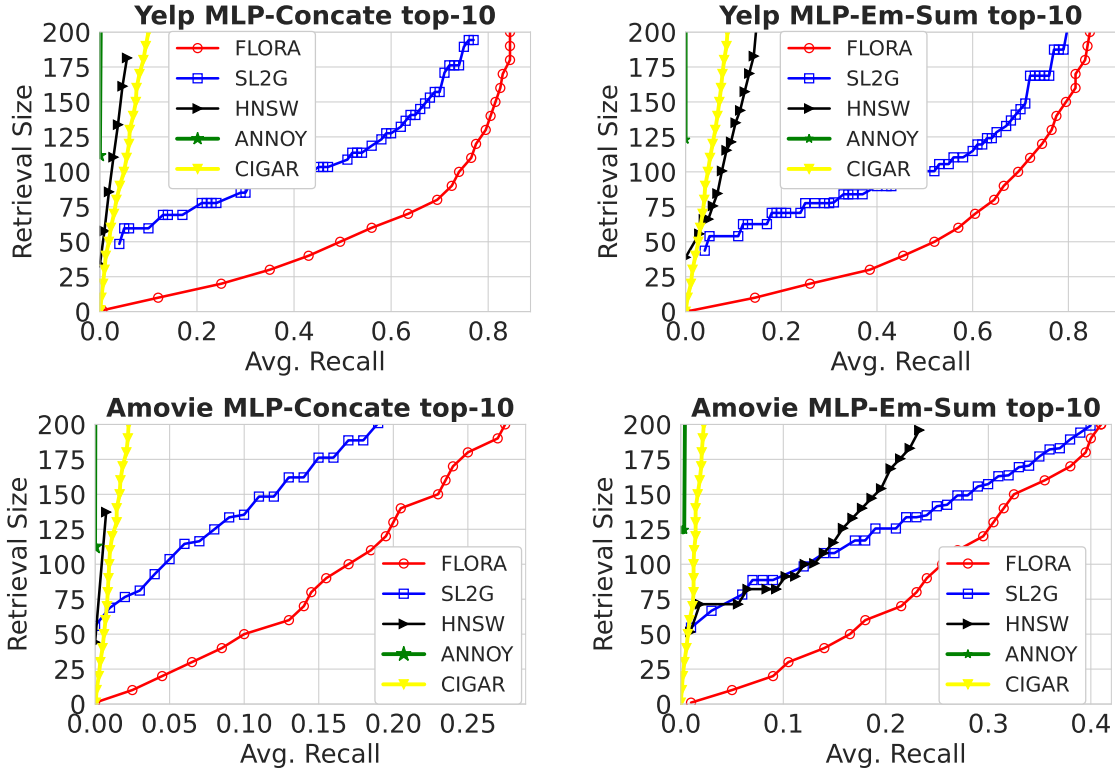 Yelp MLP-Concate top-10
200
175
150
125
100
75
50
25
0
Retrieval Size
FLORA
SL2G
HNSW
ANNOY
CIGAR
0.0 0.2 0.4 0.6 0.8
Avg. Recall
Yelp MLP-Em-Sum top-10
200
175
150
125
100
75
50
25
0
Retrieval Size
FLORA
SL2G
HNSW
ANNOY
CIGAR
0.0 0.2 0.4 0.6 0.8
Avg. Recall
Amovie MLP-Concate top-10
200
175
150
125
100
75
50
25
0
Retrieval Size
FLORA
SL2G
HNSW
ANNOY
CIGAR
0.00 0.05 0.10 0.15 0.20 0.25
Avg. Recall
Amovie MLP-Em-Sum top-10
200
175
150
125
100
75
50
25
0
Retrieval Size
FLORA
SL2G
HNSW
ANNOY
CIGAR
0.0 0.1 0.2 0.3 0.4
Avg. Recall